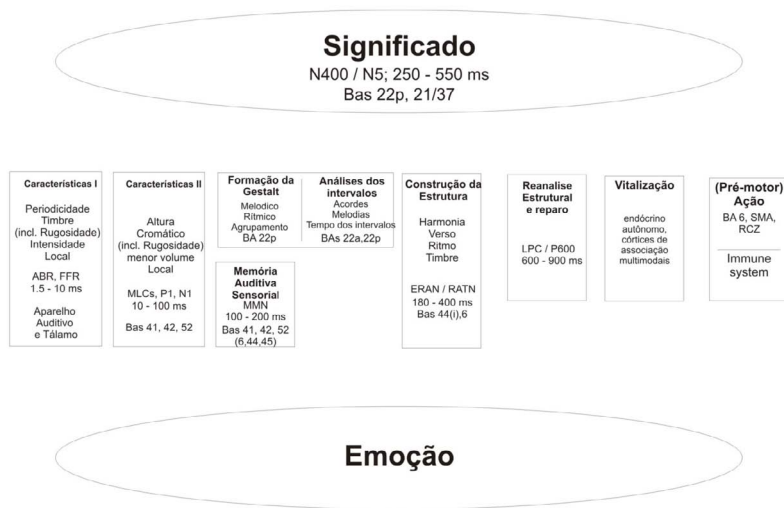 Significado
N400 / N5; 250 - 550 ms
Bas 22p, 21/37
Características I
Periodicidade
Timbre
(incl. Rugosidade)
Intensidade
Local
ABR, FFR
1.5 - 10 ms
Aparelho
Auditivo
e Tálamo
Características II
Altura
Cromático
(incl. Rugosidade)
menor volume
Local
MLCs, P1, N1
10 - 100 ms
Bas 41, 42, 52
Formação da
Gestalt
Melodico
Rítmico
Agrupamento
BA 22p
Análises dos
intervalos
Acordes
Melodias
Tempo dos intervalos
BAs 22a,22p
Memória
Auditiva
Sensorial
MMN
100 - 200 ms
Bas 41, 42, 52
(6,44,45)
Construção da
Estrutura
Harmonia
Verso
Ritmo
Timbre
ERAN / RATN
180 - 400 ms
Bas 44(i),6
Reanalise
Estrutural
e reparo
LPC / P600
600 - 900 ms
Vitalização
endócrino
autônomo,
córtices de
associação
multimodais
(Pré-motor)
Ação
BA 6, SMA,
RCZ
Immune
system
Emoção